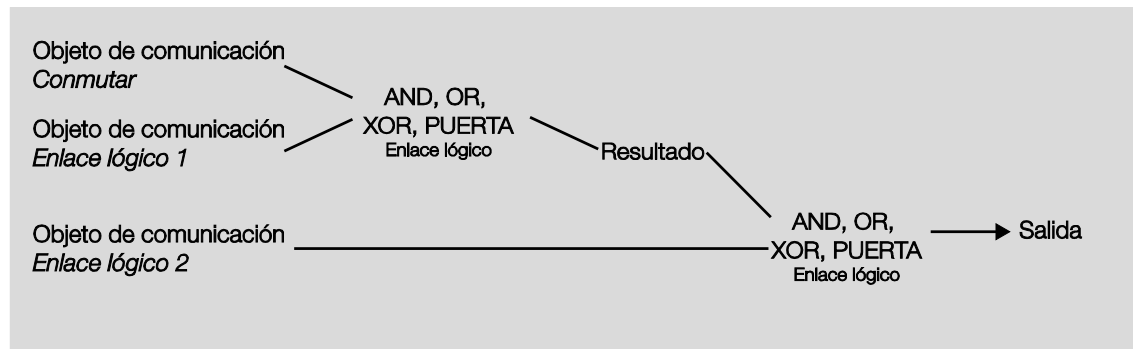 Objeto de comunicación
Conmutar
AND, OR,
XOR, PUERTA
Enlace lógico
Objeto de comunicación
Enlace lógico 1
Resultado
Objeto de comunicación
Enlace lógico 2
AND, OR,
XOR, PUERTA
Enlace lógico
Salida